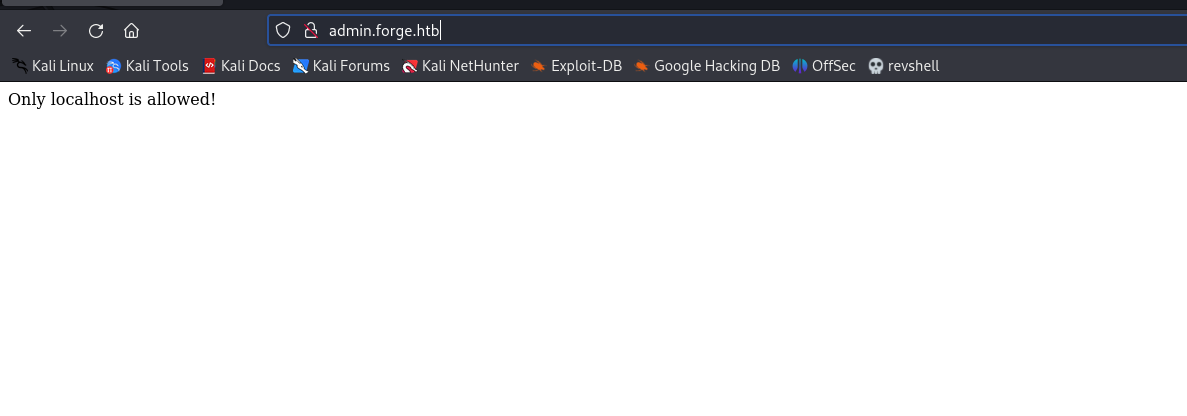 admin.forge.htb
Kali Linux Kali Tools Kali Docs Kali Forums Kali NetHunter Exploit-DB Google Hacking DB OffSec revshell
Only localhost is allowed!